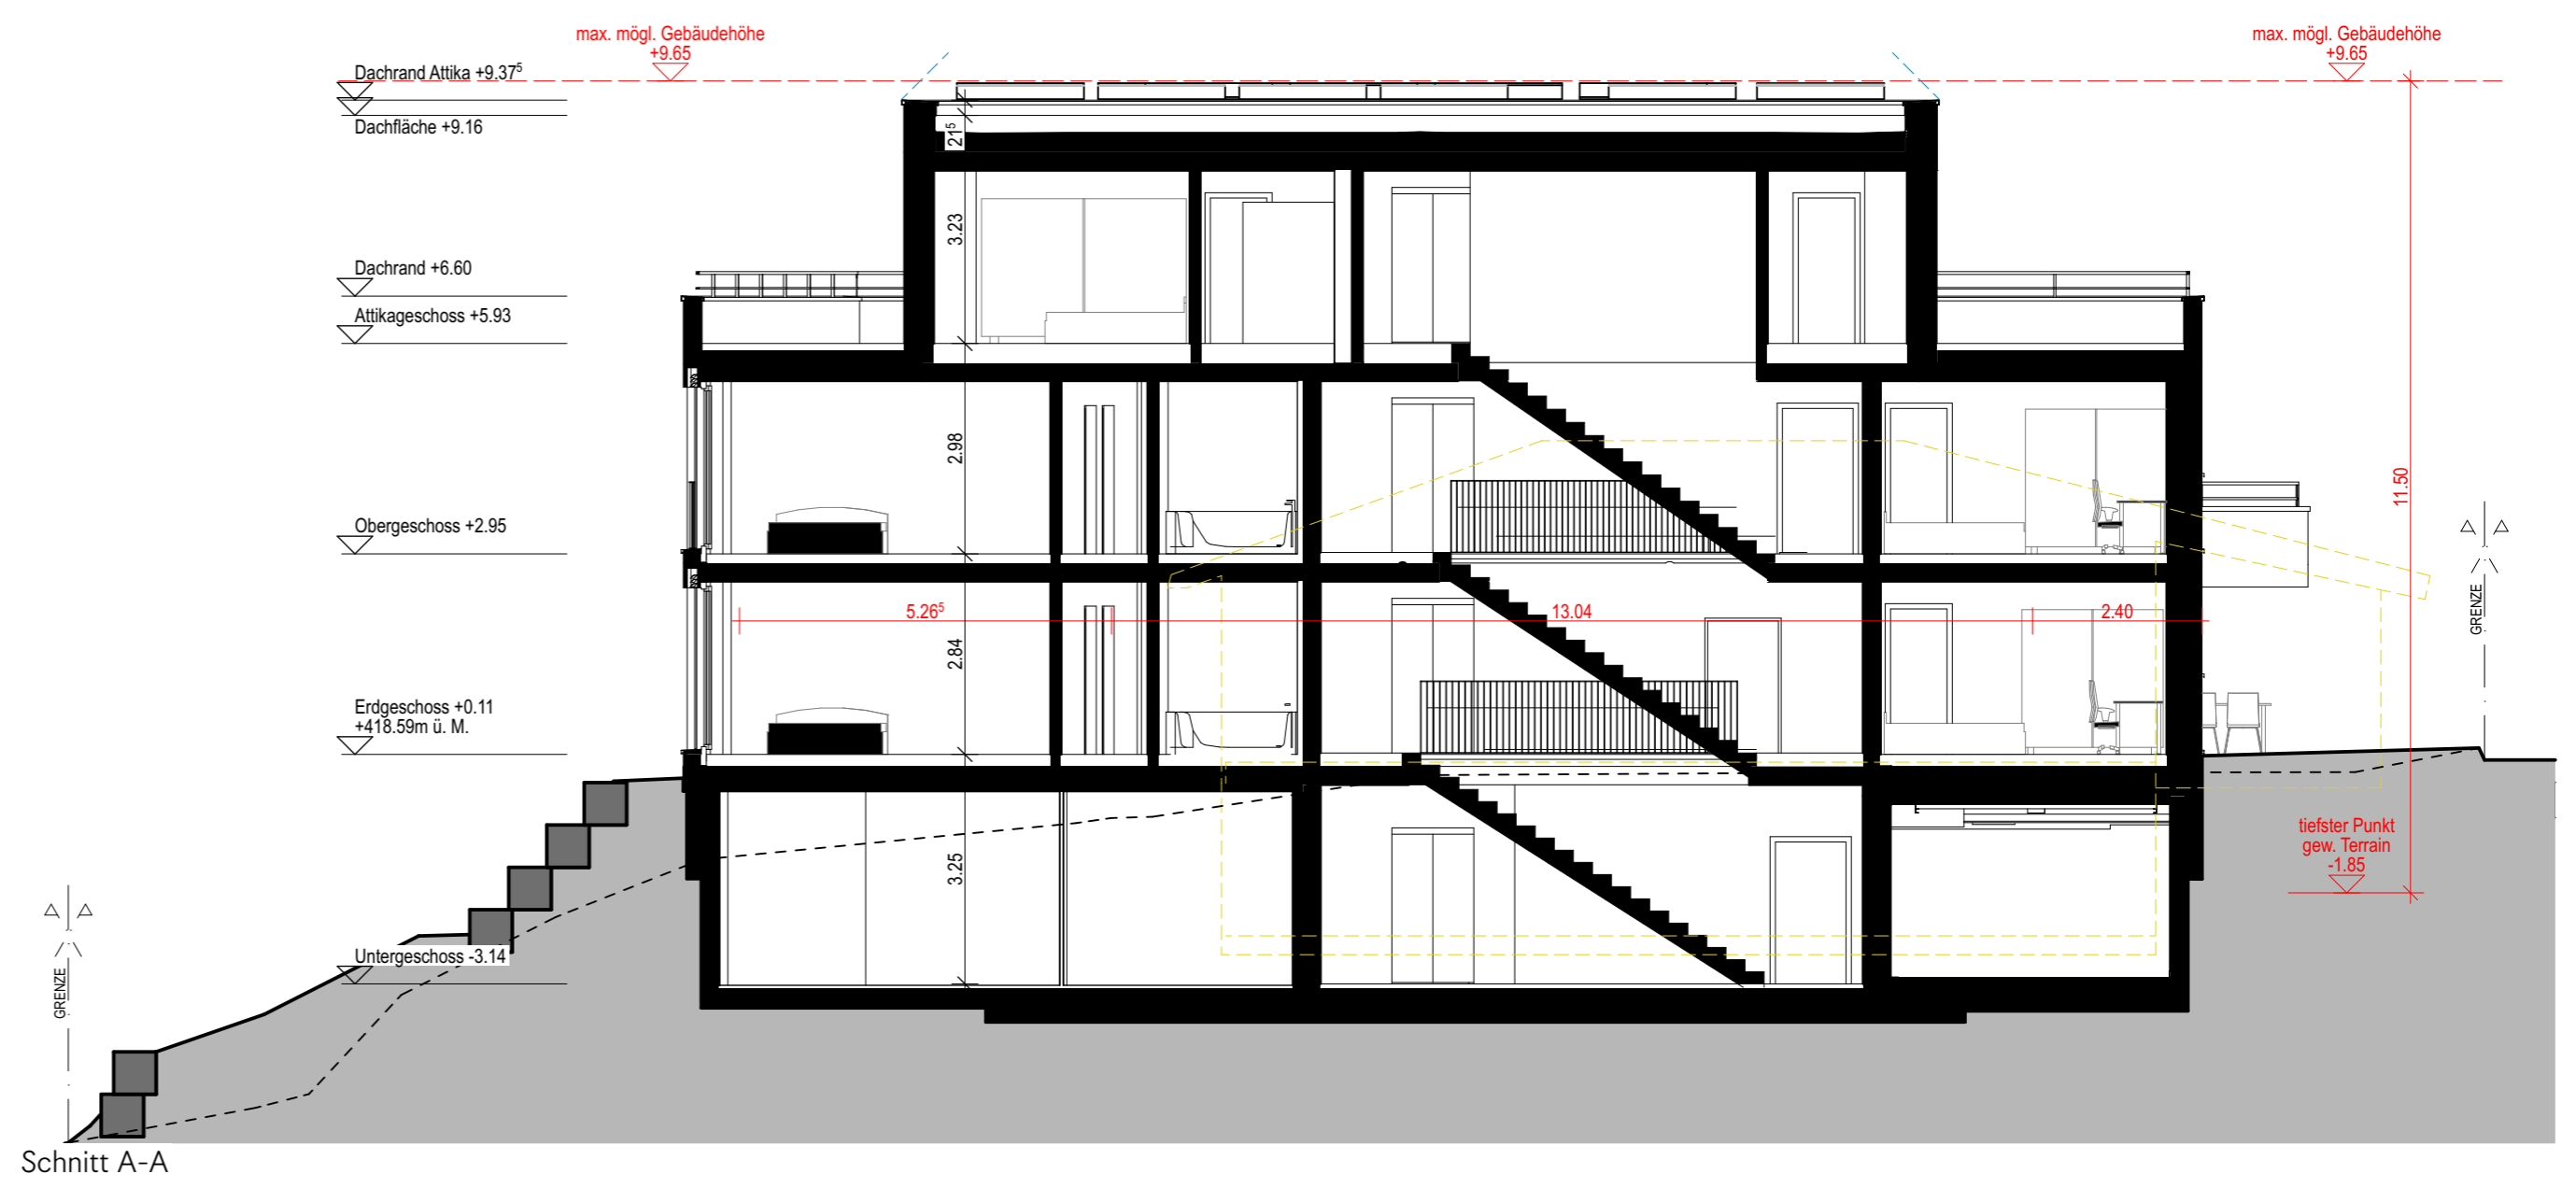 max. mögl. Gebäudehöhe
+9.65
max. mögl. Gebäudehöhe
+9.65
Dachrand Attika +9.37⁵
Dachfläche +9.16
21⁵
3.23
Dachrand +6.60
Attikageschoss +5.93
2.98
11.50
Obergeschoss +2.95
GRENZE
5.26⁵
13.04
2.40
2.84
Erdgeschoss +0.11
+418.59m ü. M.
tiefster Punkt
gew. Terrain
-1.85
3.25
Untergeschoss -3.14
GRENZE
Schnitt A-A